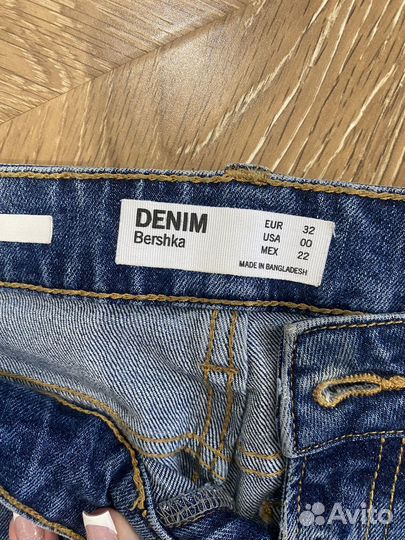 DENIM
Bershka
EUR 32
USA 00
MEX 22
MADE IN BANGLADESH
Avito